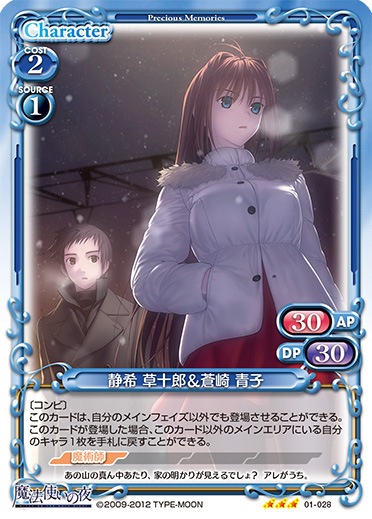 Precious Memories
Character
COST
2
SOURCE
1
30 AP
DP 30
静希 草十郎&蒼崎 青子
［コンビ］
このカードは、自分のメインフェイズ以外でも登場させることができる。
このカードが登場した場合、このカード以外のメインエリアにいる自分
のキャラ1枚を手札に戻すことができる。
魔術師
あの山の真ん中あたり、家の明かりが見えるでしょ？ アレがうち。
魔法使いの夜
©2009-2012 TYPE-MOON
★★★ 01-028